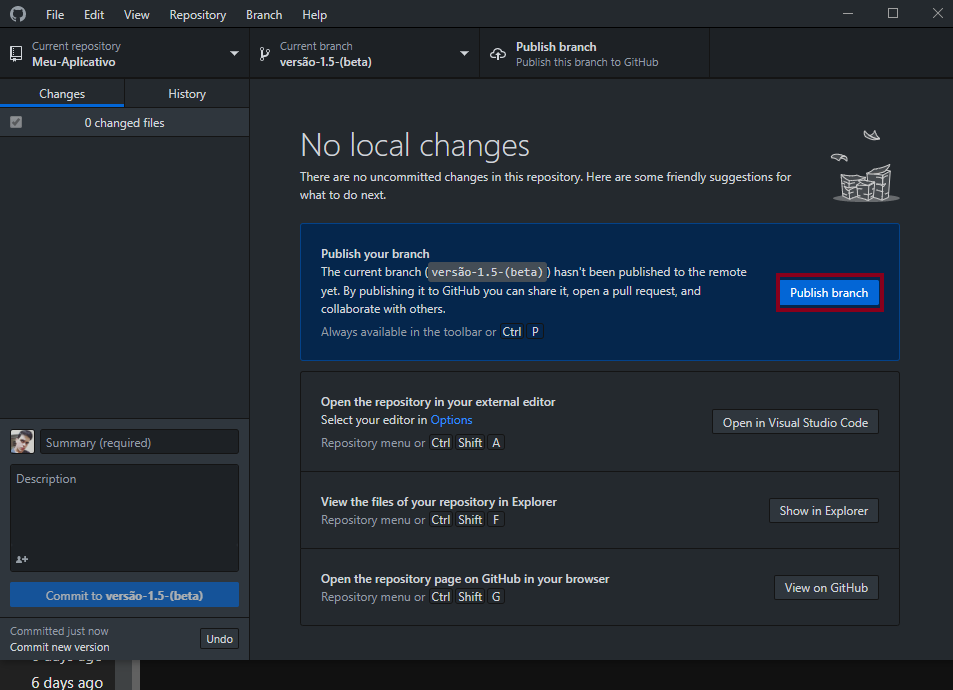 File Edit View Repository Branch Help
Current repository
Meu-Aplicativo
Current branch
versão-1.5-(beta)
Publish branch
Publish this branch to GitHub
Changes
History
0 changed files
No local changes
There are no uncommitted changes in this repository. Here are some friendly suggestions for
what to do next.
Publish your branch
The current branch (versão-1.5-(beta)) hasn't been published to the remote
yet. By publishing it to GitHub you can share it, open a pull request, and
collaborate with others.
Always available in the toolbar or Ctrl P
Publish branch
Open the repository in your external editor
Select your editor in Options
Repository menu or Ctrl Shift A
Open in Visual Studio Code
View the files of your repository in Explorer
Repository menu or Ctrl Shift F
Show in Explorer
Open the repository page on GitHub in your browser
Repository menu or Ctrl Shift G
View on GitHub
Summary (required)
Description
Commit to versão-1.5-(beta)
Committed just now
Commit new version
Undo
days ago
6 days ago